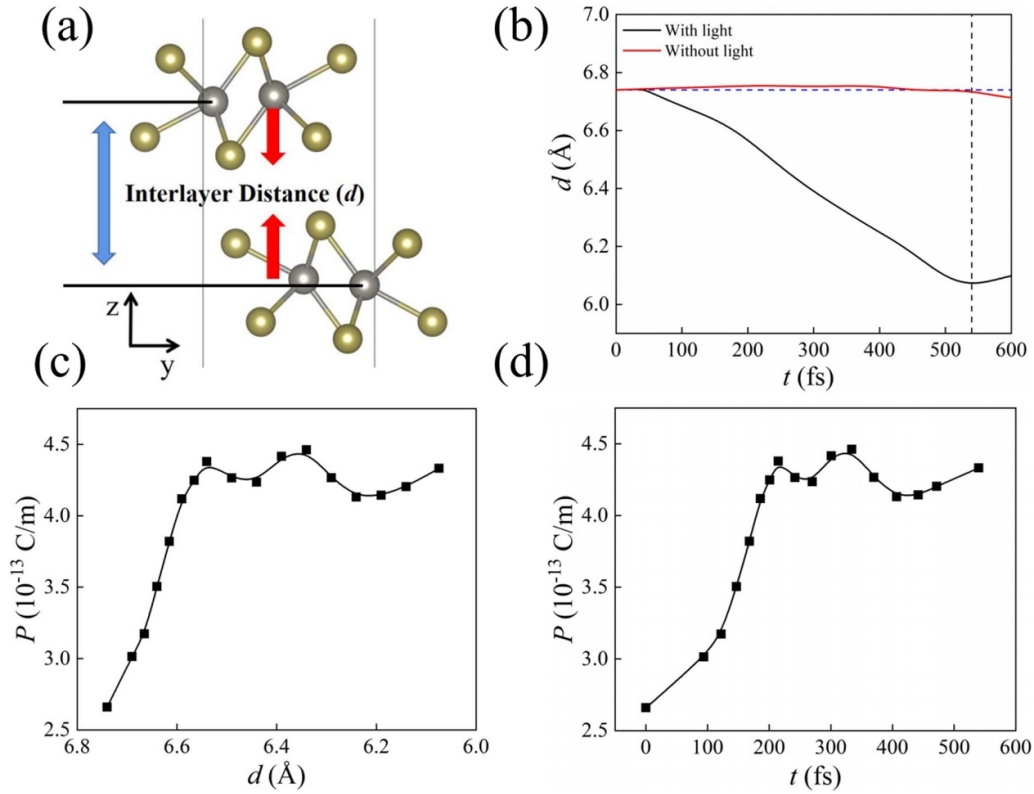 (a)
Interlayer Distance (d)
z
y
(b)
7.0
6.8
6.6
6.4
6.2
6.0
d (Å)
With light
Without light
0 100 200 300 400 500 600
t (fs)
(c)
4.5
4.0
3.5
3.0
2.5
P (10⁻¹³ C/m)
6.8 6.6 6.4 6.2 6.0
d (Å)
(d)
4.5
4.0
3.5
3.0
2.5
P (10⁻¹³ C/m)
0 100 200 300 400 500 600
t (fs)